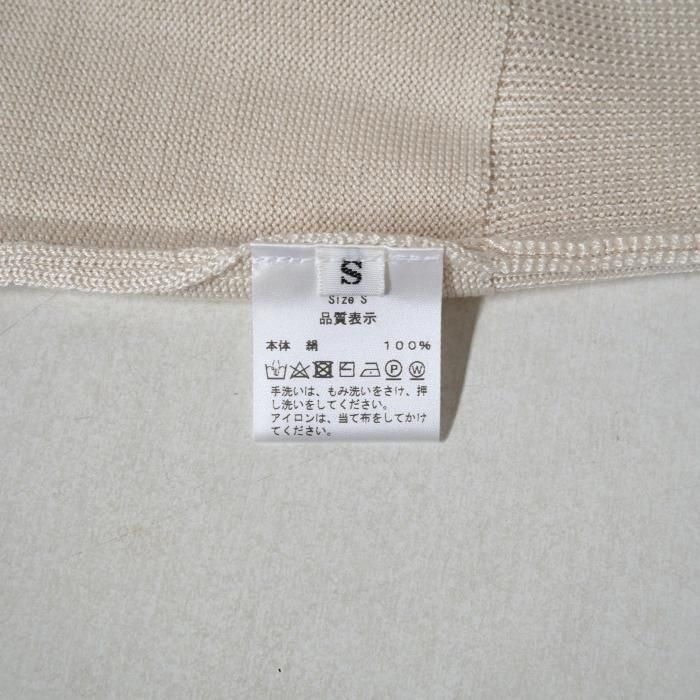 S
Size S
品質表示
本体 絹 100%
P W
手洗いは、もみ洗いをさけ、押
し洗いをしてください。
アイロンは、当て布をしてかけ
てください。